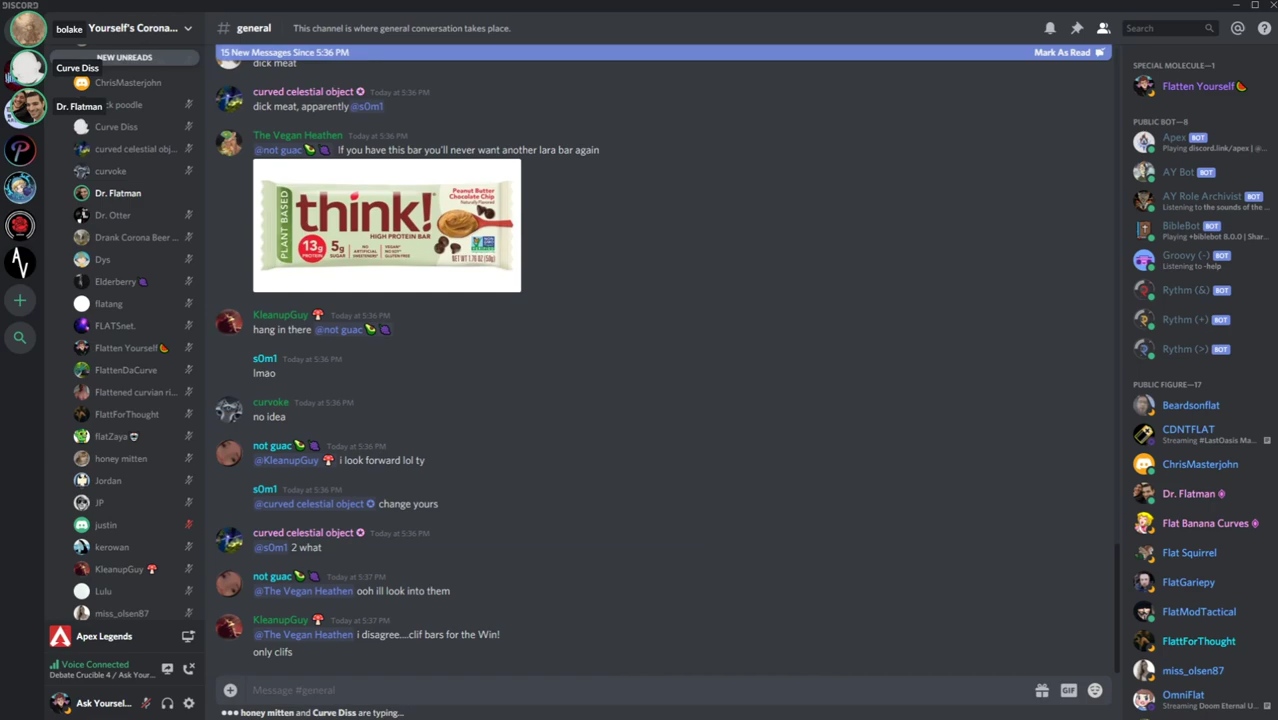 DISCORD
bolake
Yourself's Corona...
NEW UNREADS
Curve Diss
ChrisMasterjohn
poodle
Dr. Flatman
Curve Diss
curved celestial obj...
curvoke
Dr. Flatman
Dr. Otter
Drank Corona Beer ...
Dys
Elderberry
flatang
FLATSnet.
Flatten Yourself
FlattenDaCurve
Flattened curvian ri...
FlattForThought
flatZaya
honey mitten
Jordan
JP
justin
kerowan
KleanupGuy
Lulu
miss_olsen87
Apex Legends
Voice Connected
Debate Crucible 4 / Ask Your...
Ask Yoursel...
# general
This channel is where general conversation takes place.
Search
15 New Messages Since 5:36 PM
Mark As Read
dick meat
curved celestial object Today at 5:36 PM
dick meat, apparently @s0m1
The Vegan Heathen Today at 5:36 PM
@not guac If you have this bar you'll never want another lara bar again
PLANT BASED
think!
HIGH PROTEIN BAR
Peanut Butter
Chocolate Chip
Naturally Flavored
13g
PROTEIN
5g
SUGAR
NO
ARTIFICIAL
SWEETENERS*
VEGAN*
NO SOY*
GLUTEN FREE*
NET WT 1.76 OZ (50g)
KleanupGuy Today at 5:36 PM
hang in there @not guac
s0m1 Today at 5:36 PM
lmao
curvoke Today at 5:36 PM
no idea
not guac Today at 5:36 PM
@KleanupGuy i look forward lol ty
s0m1 Today at 5:36 PM
@curved celestial object change yours
curved celestial object Today at 5:36 PM
@s0m1 2 what
not guac Today at 5:37 PM
@The Vegan Heathen ooh ill look into them
KleanupGuy Today at 5:37 PM
@The Vegan Heathen i disagree....clif bars for the Win!
only clifs
Message #general
GIF
honey mitten and Curve Diss are typing...
SPECIAL MOLECULE—1
Flatten Yourself
PUBLIC BOT—8
Apex BOT
Playing discord.link/apex | @...
AY Bot BOT
AY Role Archivist BOT
Listening to the sounds of the...
BibleBot BOT
Playing +biblebot 8.0.0 | Shar...
Groovy (-) BOT
Listening to -help
Rythm (&) BOT
Rythm (+) BOT
Rythm (>) BOT
PUBLIC FIGURE—17
Beardsonflat
CDNTFLAT
Streaming #LastOasis Ma...
ChrisMasterjohn
Dr. Flatman
Flat Banana Curves
Flat Squirrel
FlatGariepy
FlatModTactical
FlattForThought
miss_olsen87
OmniFlat
Streaming Doom Eternal U...